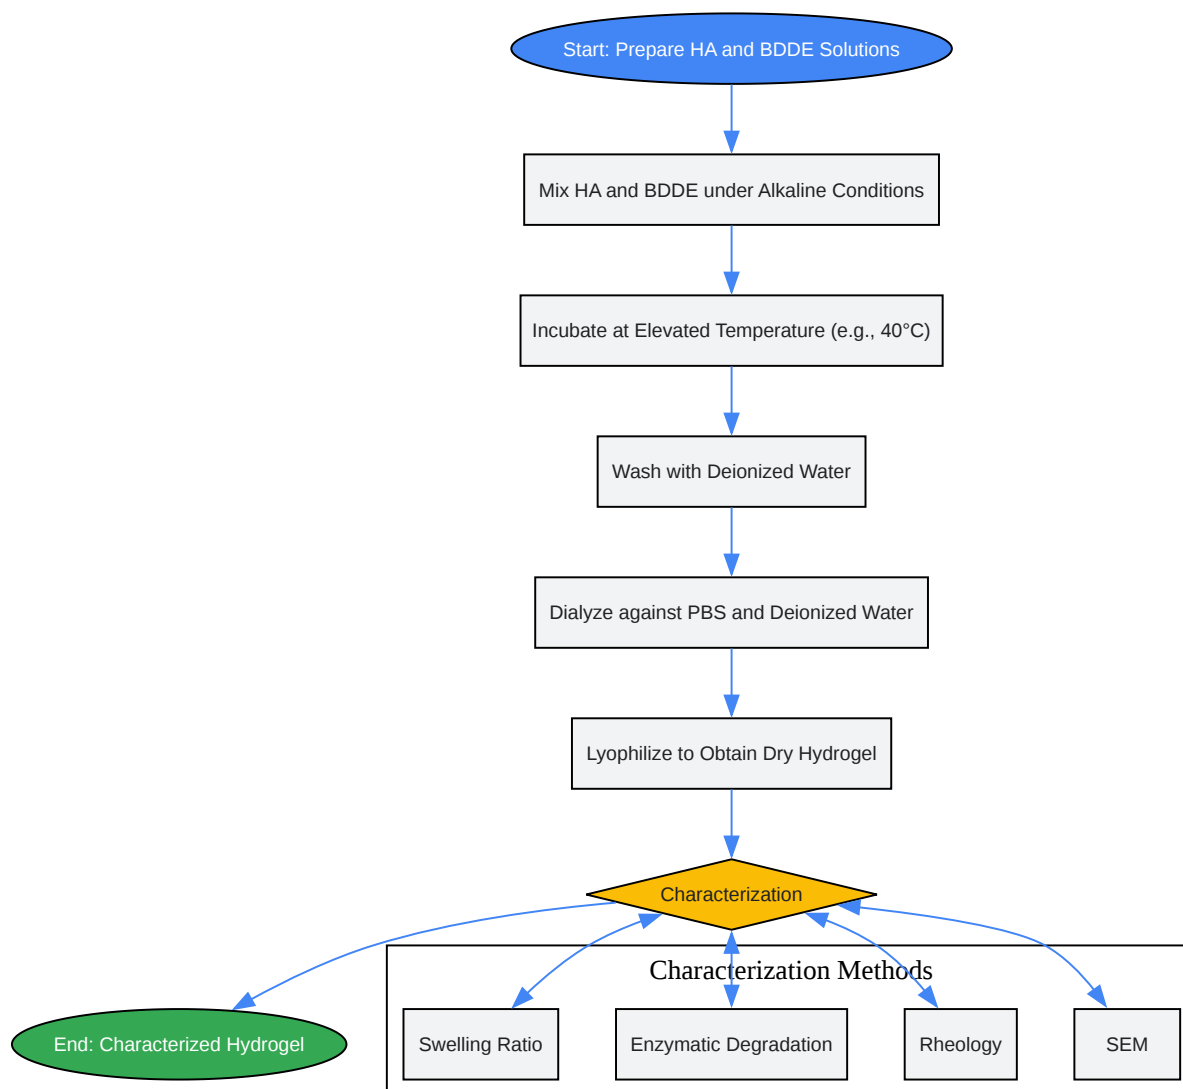 Start: Prepare HA and BDDE Solutions
Mix HA and BDDE under Alkaline Conditions
Incubate at Elevated Temperature (e.g., 40°C)
Wash with Deionized Water
Dialyze against PBS and Deionized Water
Lyophilize to Obtain Dry Hydrogel
Characterization
Characterization Methods
End: Characterized Hydrogel
Swelling Ratio
Enzymatic Degradation
Rheology
SEM